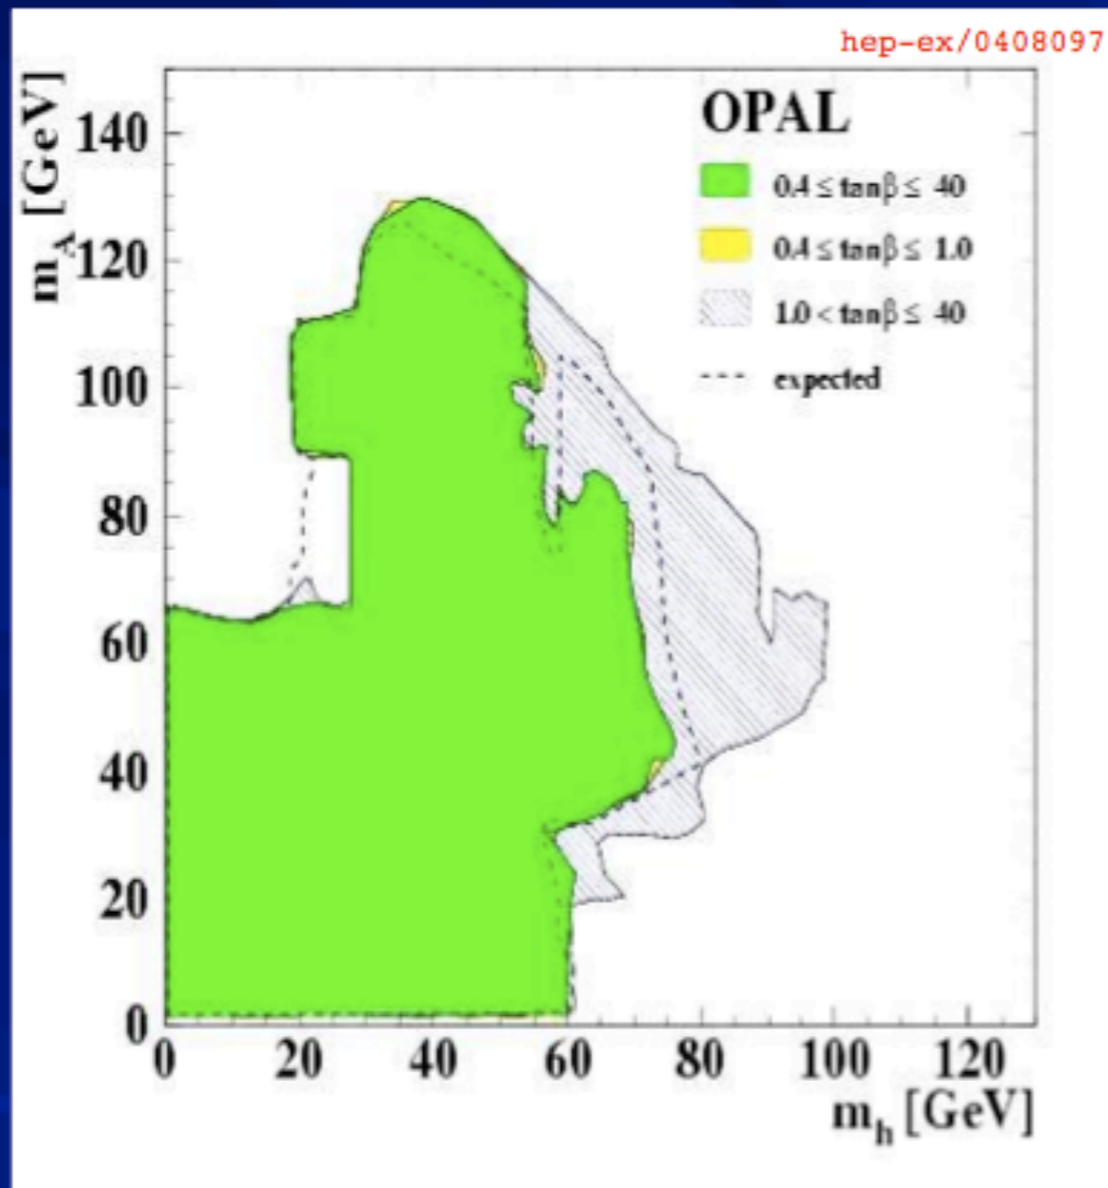 hep-ex/0408097
m_A [GeV]
OPAL
0.4 ≤ tanβ ≤ 40
0.4 ≤ tanβ ≤ 1.0
1.0 < tanβ ≤ 40
expected
140
120
100
80
60
40
20
0
0 20 40 60 80 100 120
m_h [GeV]